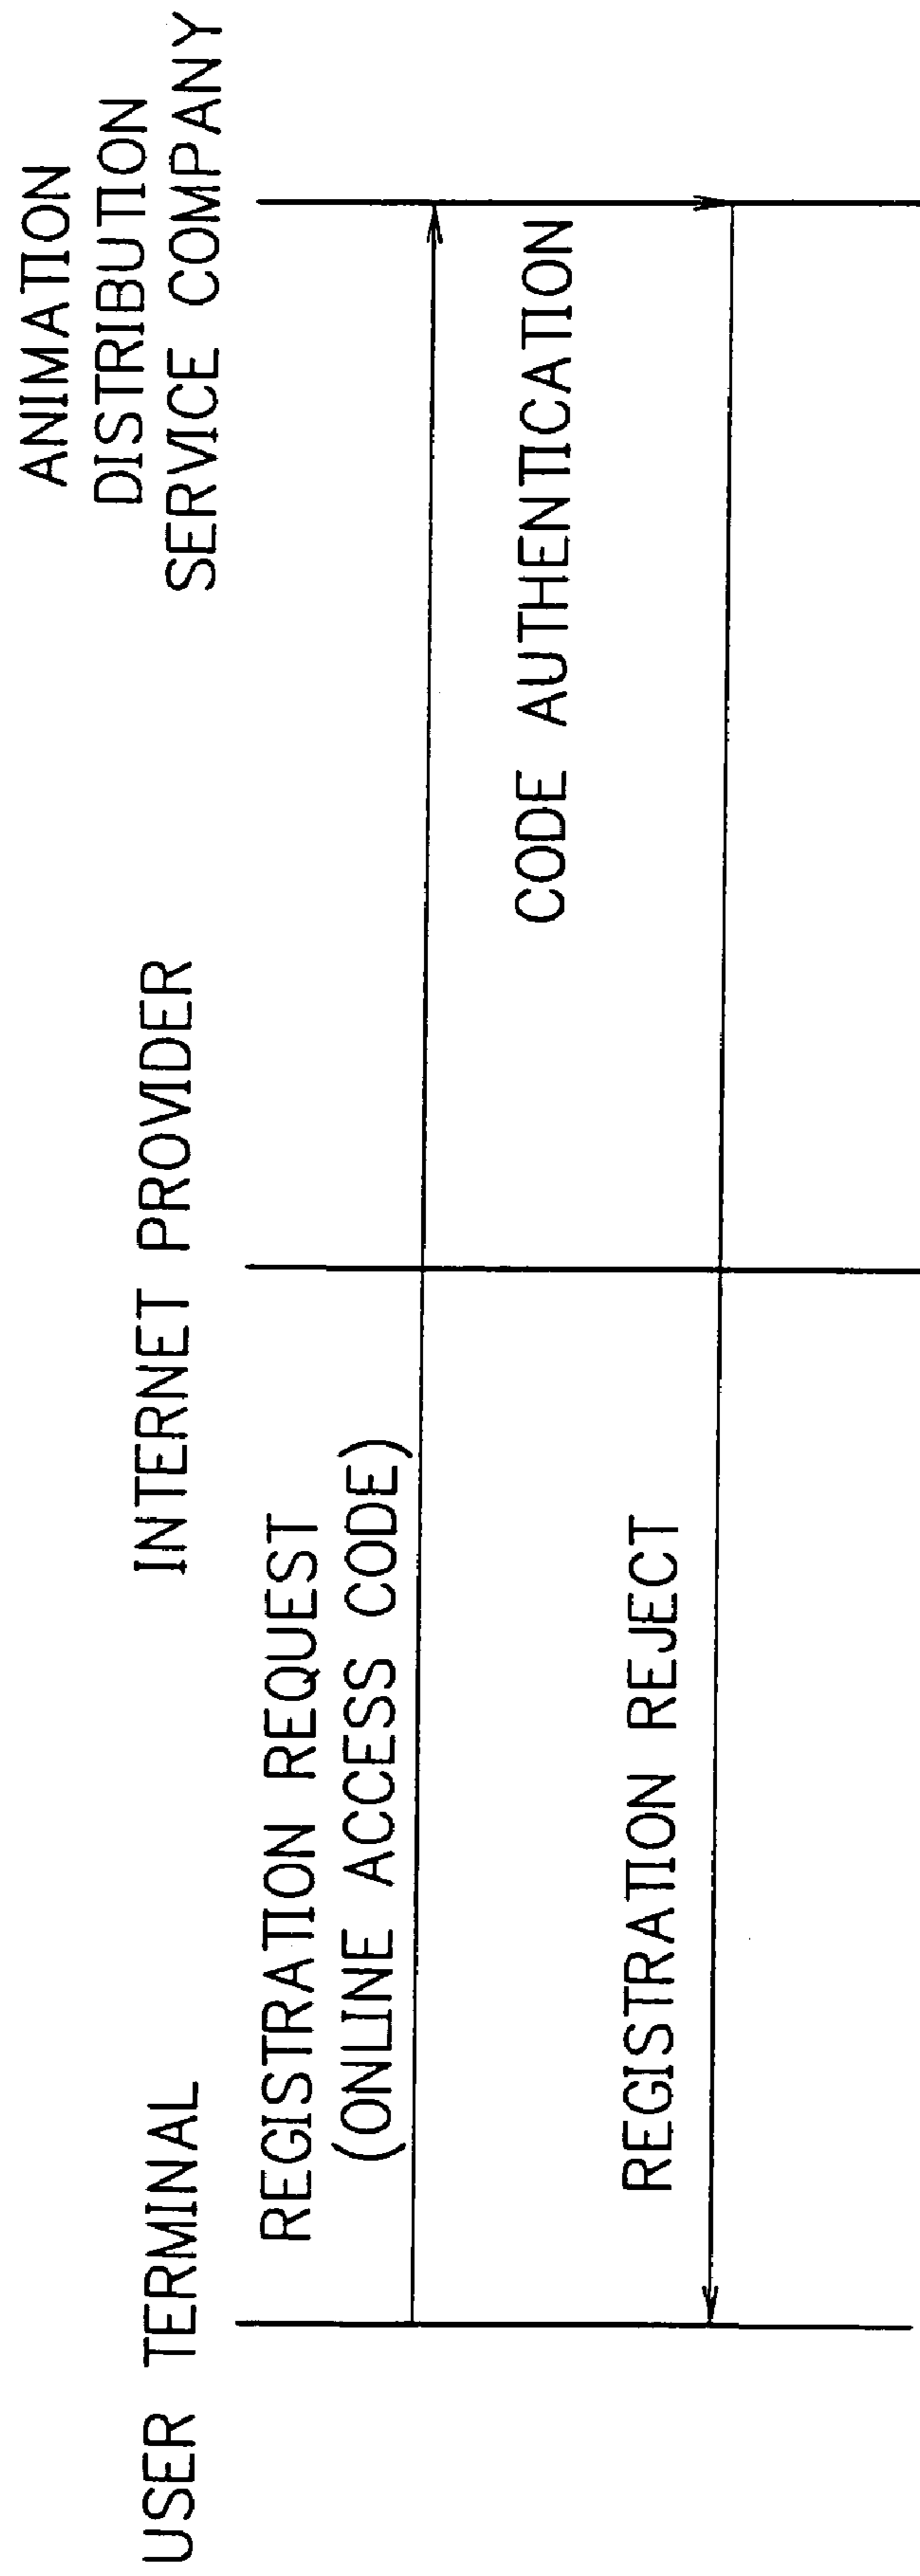 USER TERMINAL
INTERNET PROVIDER
ANIMATION
DISTRIBUTION
SERVICE COMPANY
REGISTRATION REQUEST
(ONLINE ACCESS CODE)
CODE AUTHENTICATION
REGISTRATION REJECT